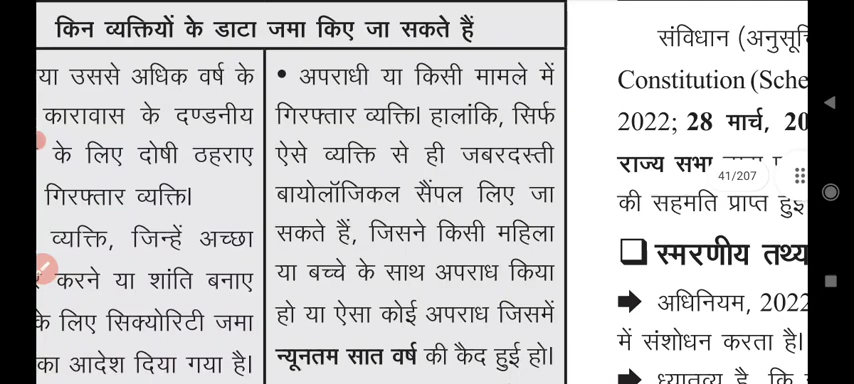 किन व्यक्तियों के डाटा जमा किए जा सकते हैं
या उससे अधिक वर्ष के
कारावास के दण्डनीय
के लिए दोषी ठहराए
गिरफ्तार व्यक्ति।
व्यक्ति, जिन्हें अच्छा
करने या शांति बनाए
के लिए सिक्योरिटी जमा
का आदेश दिया गया है।
• अपराधी या किसी मामले में
गिरफ्तार व्यक्ति। हालांकि, सिर्फ
ऐसे व्यक्ति से ही जबरदस्ती
बायोलॉजिकल सैंपल लिए जा
सकते हैं, जिसने किसी महिला
या बच्चे के साथ अपराध किया
हो या ऐसा कोई अपराध जिसमें
न्यूनतम सात वर्ष की कैद हुई हो।
संविधान (अनुसूचि
Constitution (Sche
2022; 28 मार्च, 20
राज्य सभा
41/207
की सहमति प्राप्त हुई
❑ स्मरणीय तथ्य
➡ अधिनियम, 2022
में संशोधन करता है।
➡ ध्यातव्य है, कि